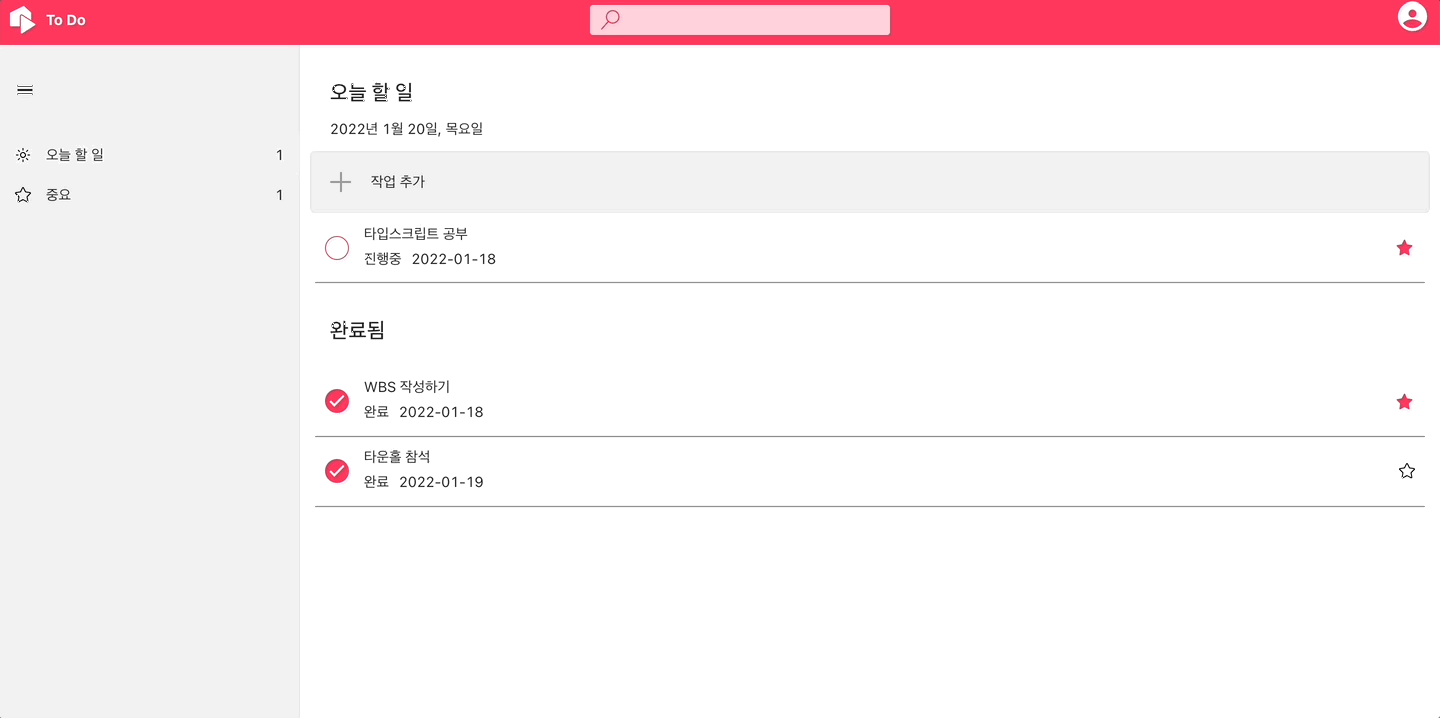 To Do
오늘 할 일 1
중요 1
오늘 할 일
2022년 1월 20일, 목요일
작업 추가
타입스크립트 공부
진행중 2022-01-18
완료됨
WBS 작성하기
완료 2022-01-18
타운홀 참석
완료 2022-01-19